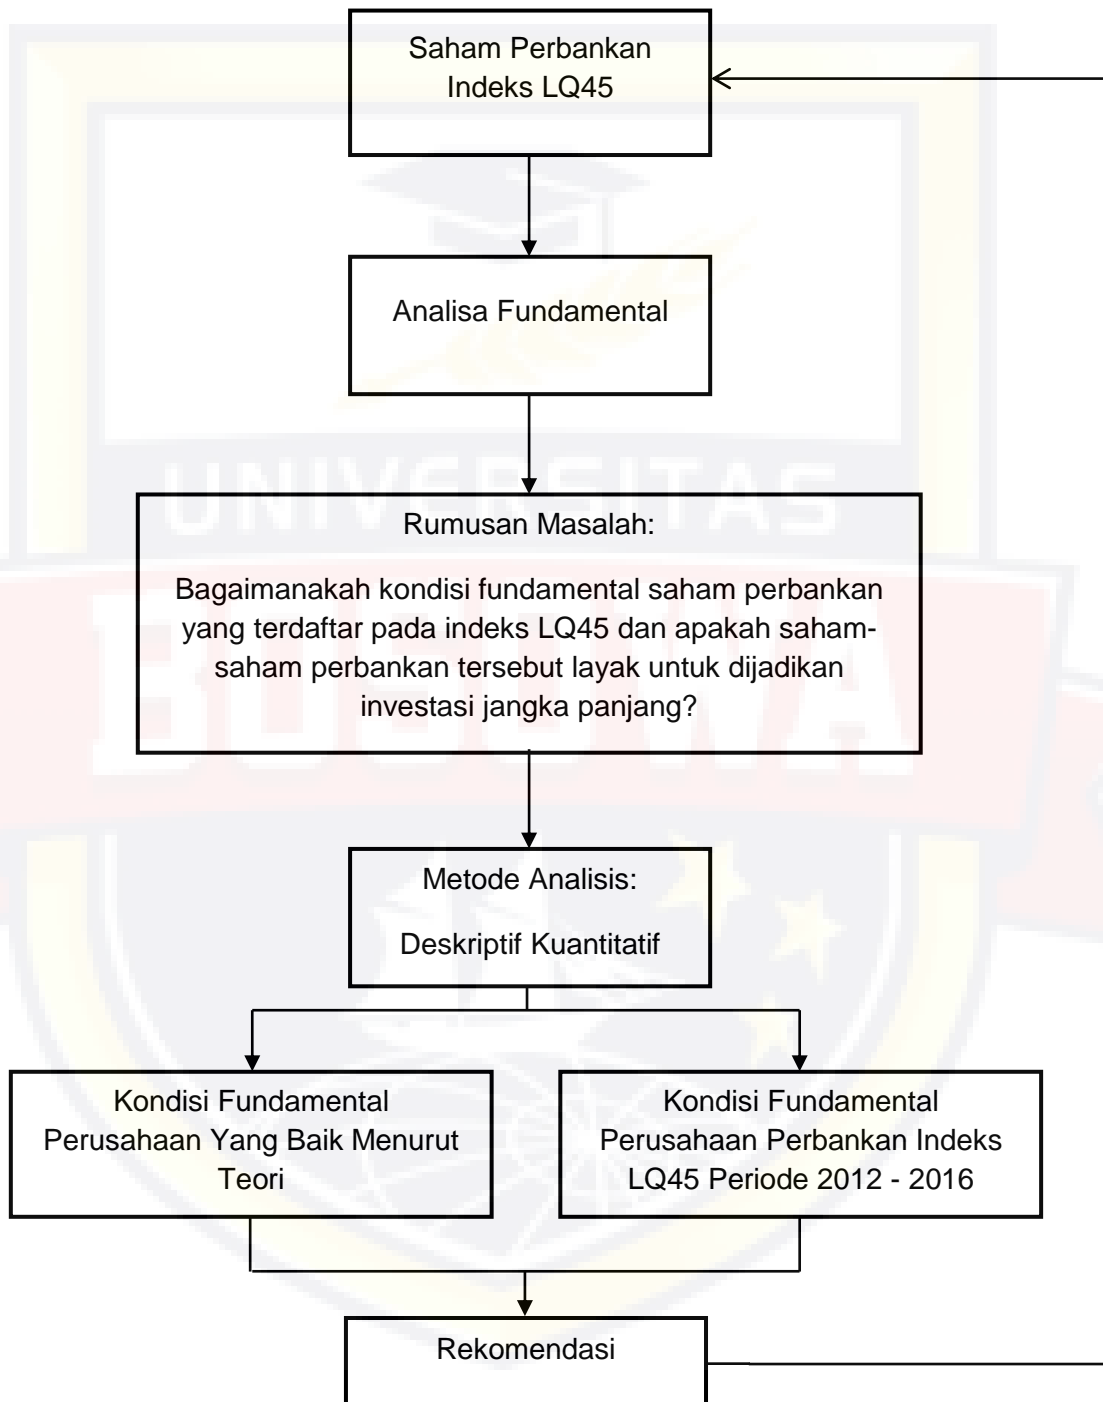 Saham Perbankan
Indeks LQ45
Analisa Fundamental
UNIVERSITAS
Rumusan Masalah:
Bagaimanakah kondisi fundamental saham perbankan
yang terdaftar pada indeks LQ45 dan apakah saham-
saham perbankan tersebut layak untuk dijadikan
investasi jangka panjang?
BOSOWA
Metode Analisis:
Deskriptif Kuantitatif
Kondisi Fundamental
Perusahaan Yang Baik Menurut
Teori
Kondisi Fundamental
Perusahaan Perbankan Indeks
LQ45 Periode 2012 - 2016
Rekomendasi